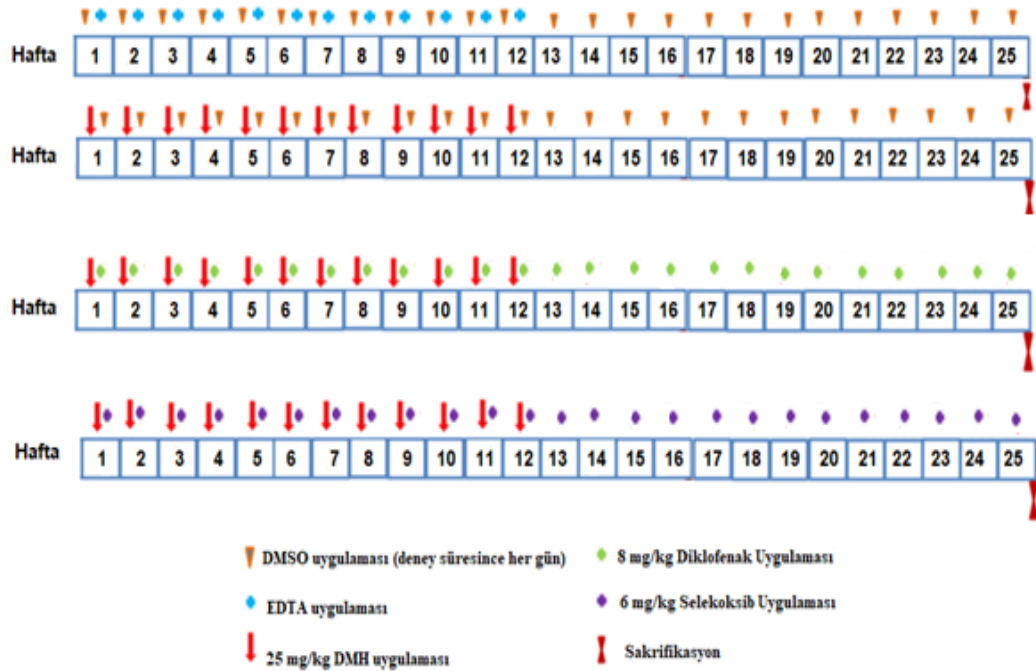 Hafta 1 2 3 4 5 6 7 8 9 10 11 12 13 14 15 16 17 18 19 20 21 22 23 24 25
Hafta 1 2 3 4 5 6 7 8 9 10 11 12 13 14 15 16 17 18 19 20 21 22 23 24 25
Hafta 1 2 3 4 5 6 7 8 9 10 11 12 13 14 15 16 17 18 19 20 21 22 23 24 25
Hafta 1 2 3 4 5 6 7 8 9 10 11 12 13 14 15 16 17 18 19 20 21 22 23 24 25
DMSO uygulaması (deney süresince her gün)
8 mg/kg Diklofenak Uygulaması
EDTA uygulaması
6 mg/kg Selekoksib Uygulaması
25 mg/kg DMH uygulaması
Sakrifikasyon